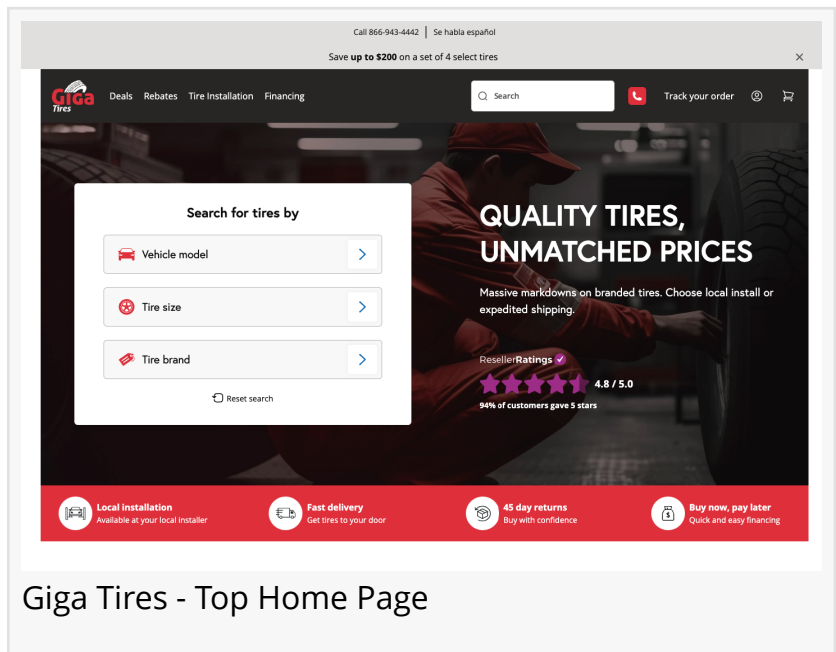 Call 866-943-4442 | Se habla español
Save up to $200 on a set of 4 select tires
Giga
Tires
Deals Rebates Tire Installation Financing
Search
Track your order
Search for tires by
Vehicle model
Tire size
Tire brand
Reset search
QUALITY TIRES,
UNMATCHED PRICES
Massive markdowns on branded tires. Choose local install or
expedited shipping.
ResellerRatings
4.8 / 5.0
94% of customers gave 5 stars
Local installation
Available at your local installer
Fast delivery
Get tires to your door
45 day returns
Buy with confidence
$
Buy now, pay later
Quick and easy financing
Giga Tires - Top Home Page